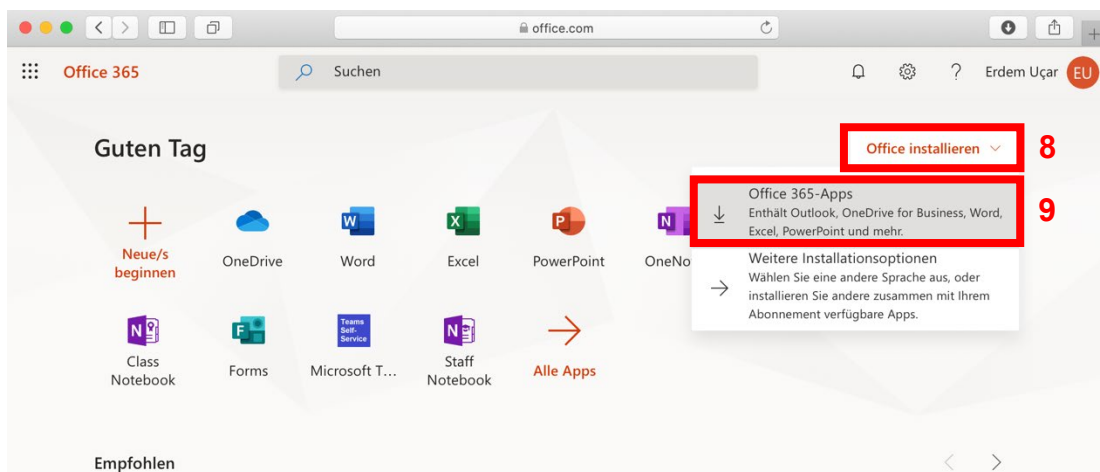 office.com
Office 365
Suchen
?
Erdem Uçar
EU
Guten Tag
Office installieren
8
Office 365-Apps
Enthält Outlook, OneDrive for Business, Word,
Excel, PowerPoint und mehr.
9
Weitere Installationsoptionen
Wählen Sie eine andere Sprache aus, oder
installieren Sie andere zusammen mit Ihrem
Abonnement verfügbare Apps.
Neue/s
beginnen
OneDrive
W
Word
X
Excel
P
PowerPoint
N
OneNo
N
Class
Notebook
F
Forms
Teams
Self-
Service
Microsoft T...
N
Staff
Notebook
Alle Apps
Empfohlen